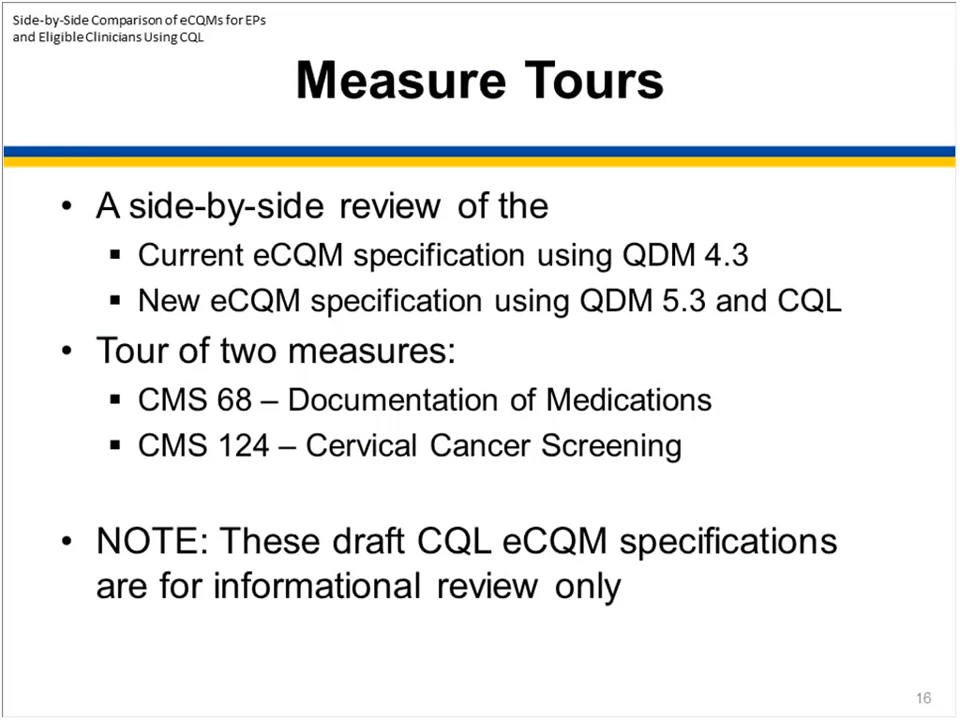 Side-by-Side Comparison of eCQMs for EPs
and Eligible Clinicians Using CQL
Measure Tours
• A side-by-side review of the
▪ Current eCQM specification using QDM 4.3
▪ New eCQM specification using QDM 5.3 and CQL
• Tour of two measures:
▪ CMS 68 – Documentation of Medications
▪ CMS 124 – Cervical Cancer Screening
• NOTE: These draft CQL eCQM specifications
are for informational review only
16